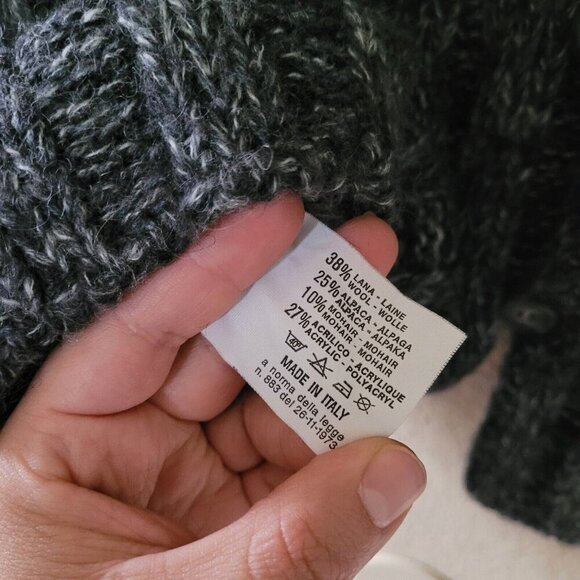 38% LANA - LAINE
WOOL - WOLLE
25% ALPACA - ALPAGA
ALPACA - ALPAKA
10% MOHAIR - MOHAIR
MOHAIR - MOHAIR
27% ACRILICO - ACRYLIQUE
ACRYLIC - POLYACRYL
MADE IN ITALY
a norma della legge
n. 883 del 26-11-1973